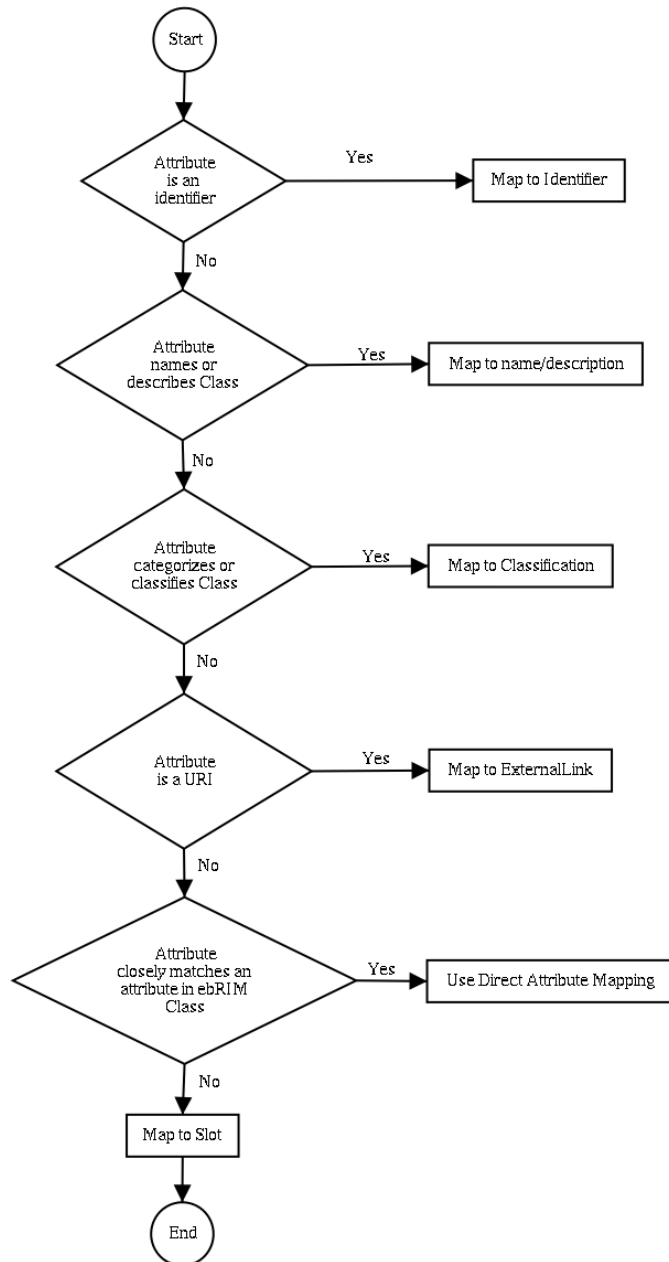 Start
Attribute
is an
identifier
Yes
Map to Identifier
No
Attribute
names or
describes Class
Yes
Map to name/description
No
Attribute
categorizes or
classifies Class
Yes
Map to Classification
No
Attribute
is a URI
Yes
Map to ExternalLink
No
Attribute
closely matches an
attribute in ebRIM
Class
Yes
Use Direct Attribute Mapping
No
Map to Slot
End